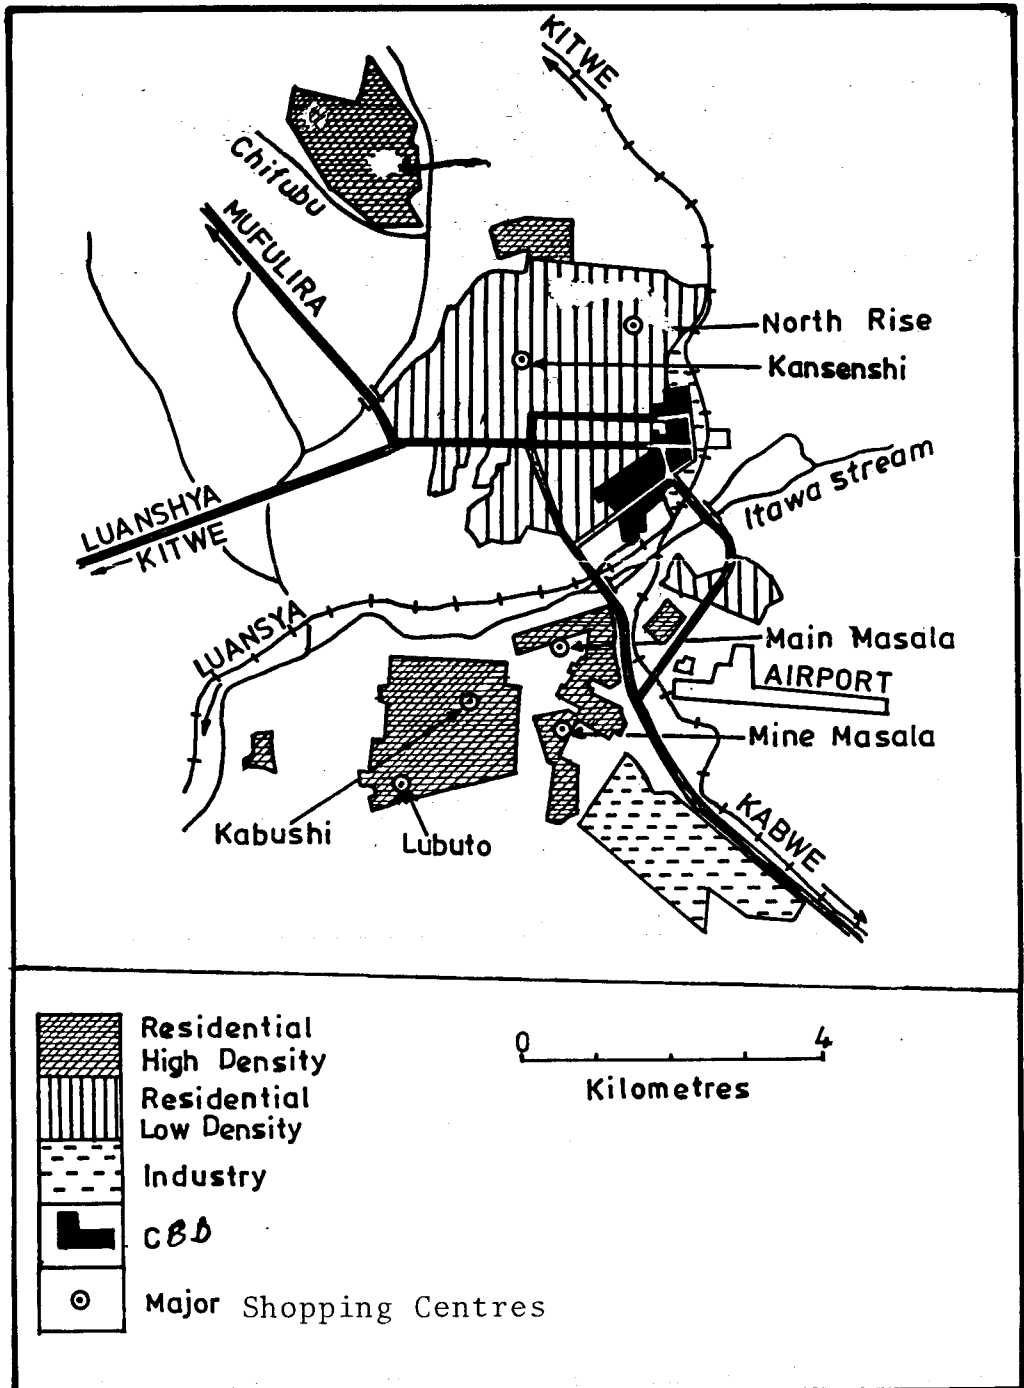 KITWE
Chifubu
MUFULIRA
North Rise
Kansenshi
Itawa stream
LUANSHYA
KITWE
LUANSYA
Main Masala
AIRPORT
Mine Masala
Kabushi
Lubuto
KABWE
Residential
High Density
Residential
Low Density
Industry
CBD
Major Shopping Centres
0 4
Kilometres